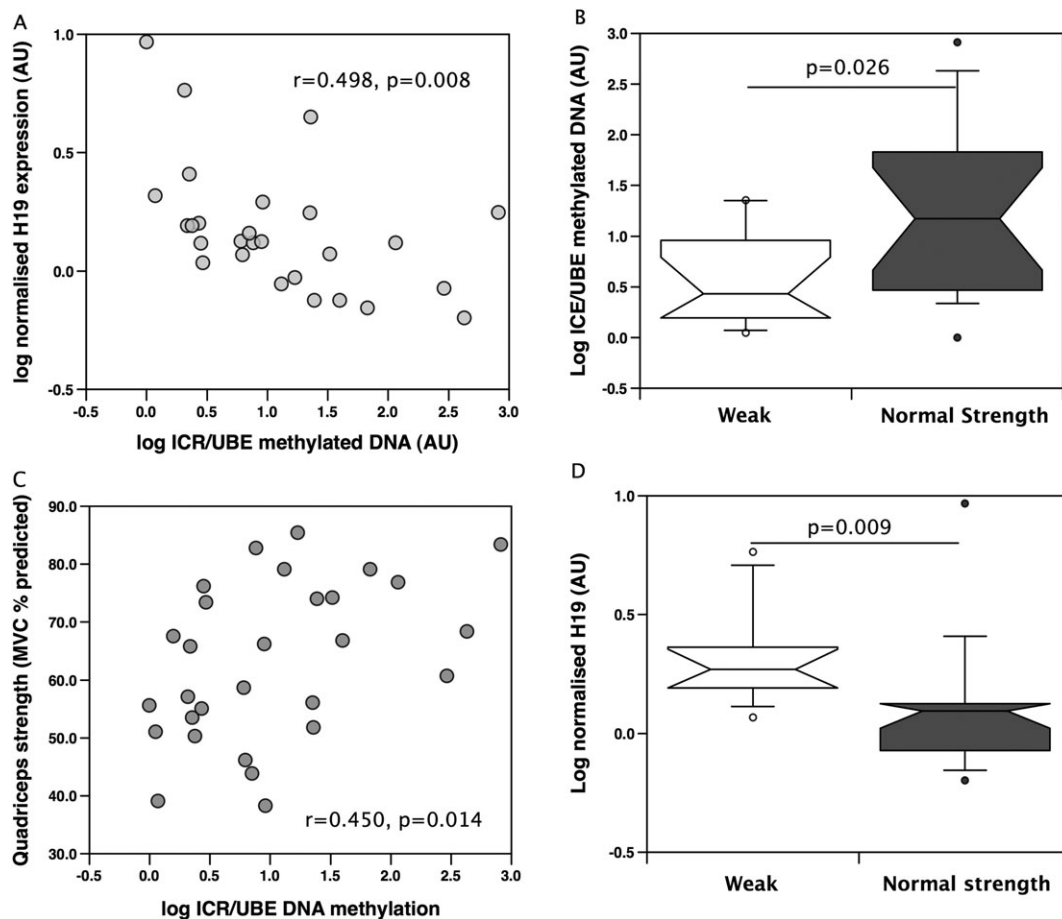 A
log normalised H19 expression (AU)
1.0
0.5
0.0
-0.5
r=0.498, p=0.008
-0.5 0.0 0.5 1.0 1.5 2.0 2.5 3.0
log ICR/UBE methylated DNA (AU)
B
Log ICE/UBE methylated DNA (AU)
3.0
2.5
2.0
1.5
1.0
0.5
0.0
-0.5
p=0.026
Weak Normal Strength
C
Quadriceps strength (MVC % predicted)
90.0
80.0
70.0
60.0
50.0
40.0
30.0
r=0.450, p=0.014
-0.5 0.0 0.5 1.0 1.5 2.0 2.5 3.0
log ICR/UBE DNA methylation
D
Log normalised H19 (AU)
1.0
0.5
0.0
-0.5
p=0.009
Weak Normal strength